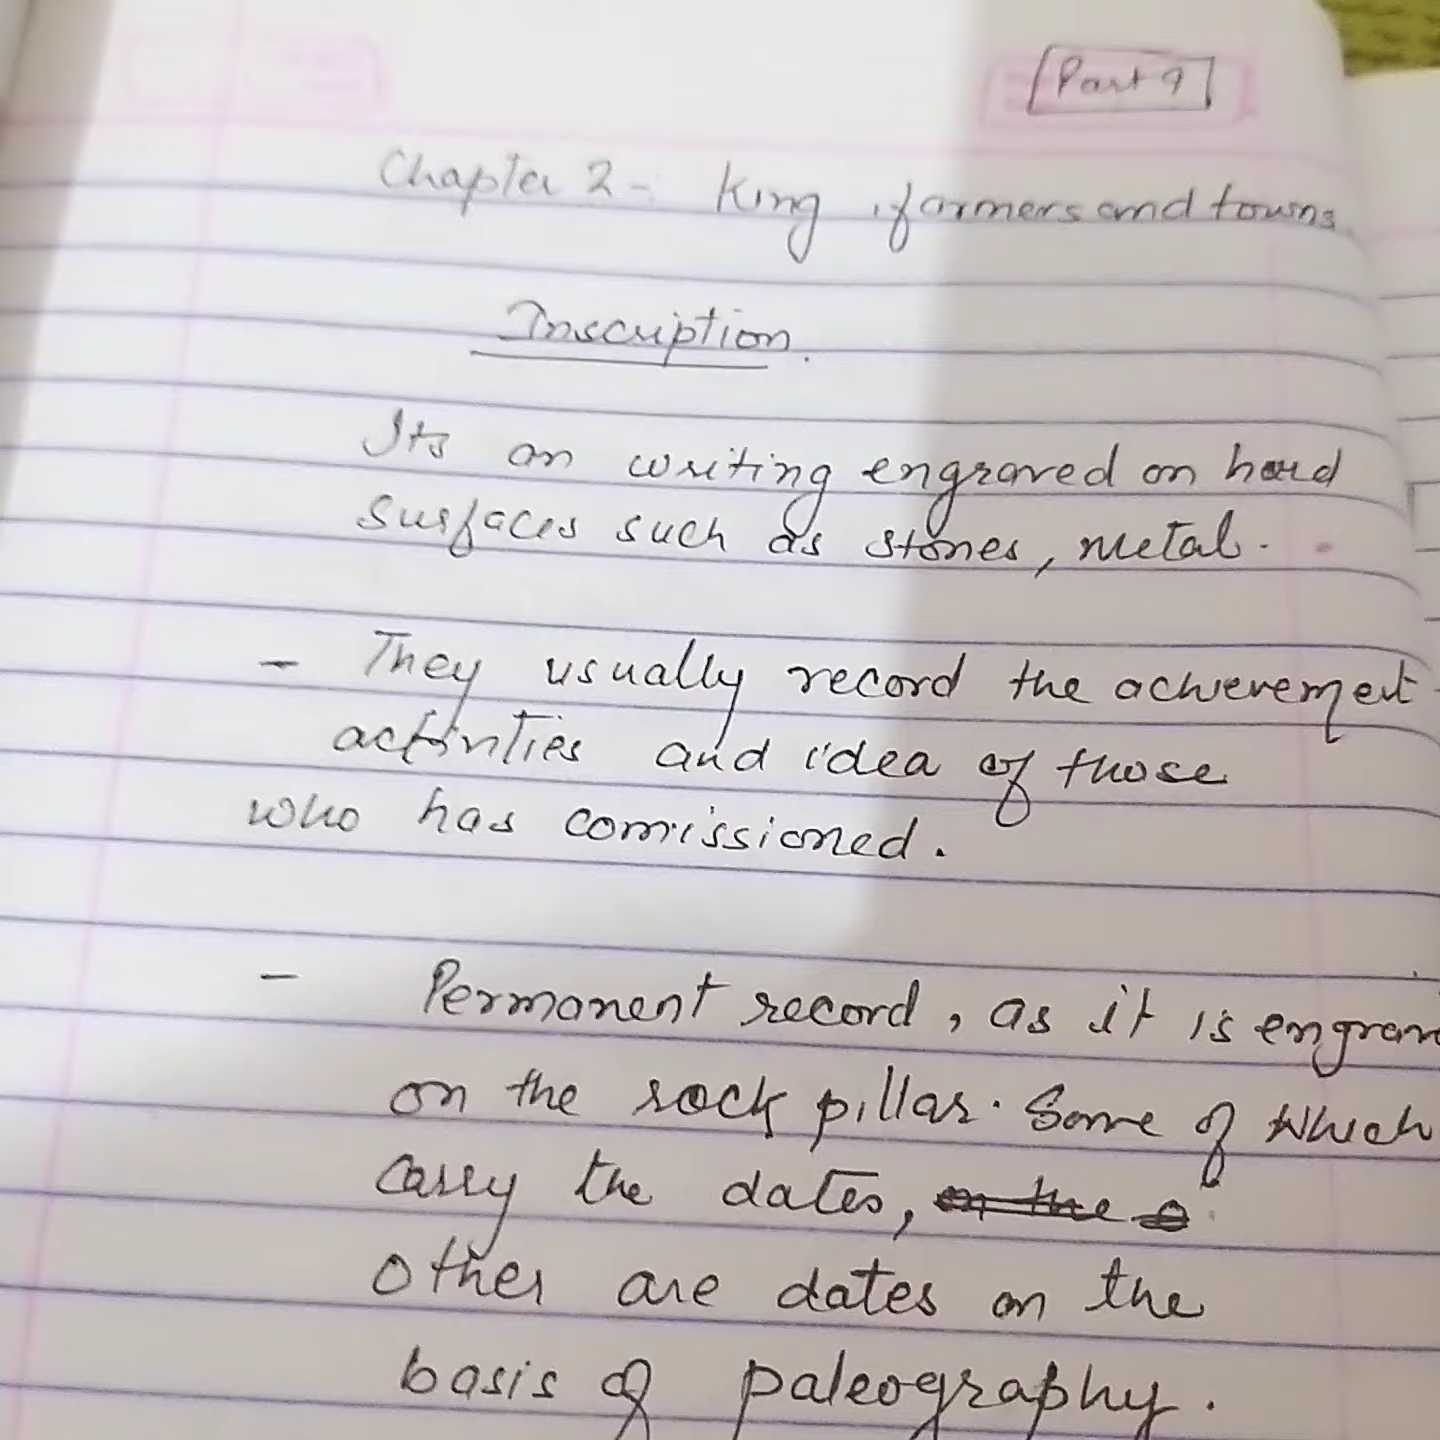 [Part 9]
Chapter 2 - King, farmers and towns.
Inscription.
Its an writing engraved on hard
surfaces such as stones, metal.
- They usually record the achievement
activities and idea of those
who has comissioned.
- Permanent record, as it is engrav
on the rock pillar. Some of which
carry the dates,
other are dates on the
basis of paleography.